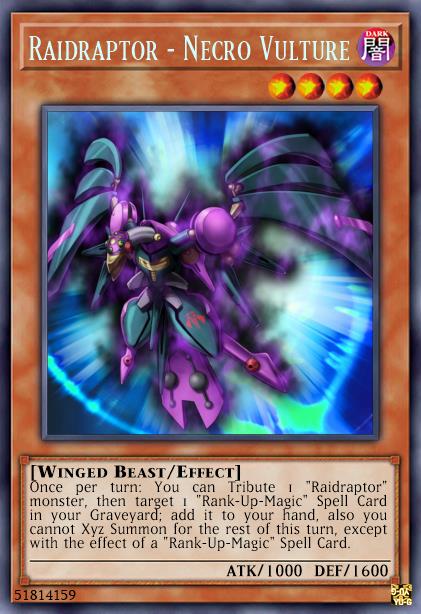 RAIDRAPTOR - NECRO VULTURE
DARK
闇
[WINGED BEAST/EFFECT]
Once per turn: You can Tribute 1 "Raidraptor"
monster, then target 1 "Rank-Up-Magic" Spell Card
in your Graveyard; add it to your hand, also you
cannot Xyz Summon for the rest of this turn, except
with the effect of a "Rank-Up-Magic" Spell Card.
ATK/1000 DEF/1600
51814159